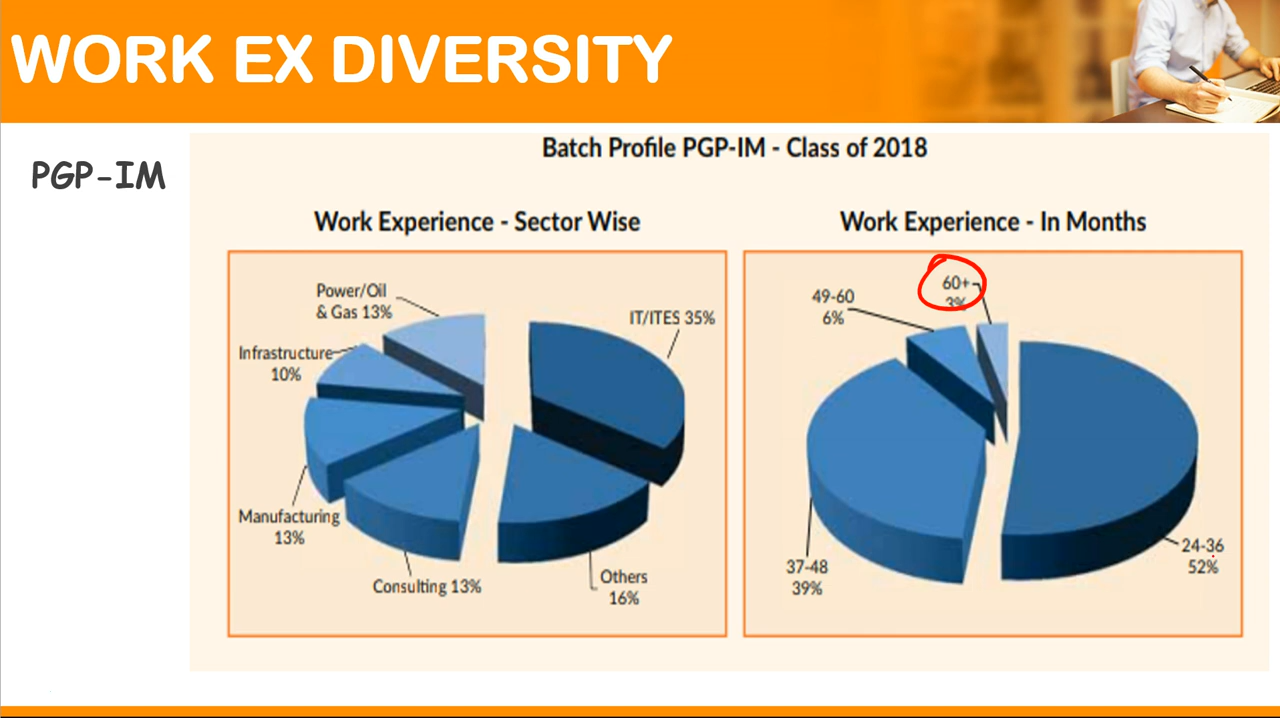 WORK EX DIVERSITY
PGP-IM
Batch Profile PGP-IM - Class of 2018
Work Experience - Sector Wise
Power/Oil
& Gas 13%
IT/ITES 35%
Infrastructure
10%
Manufacturing
13%
Consulting 13%
Others
16%
Work Experience - In Months
60+
3%
49-60
6%
37-48
39%
24-36
52%